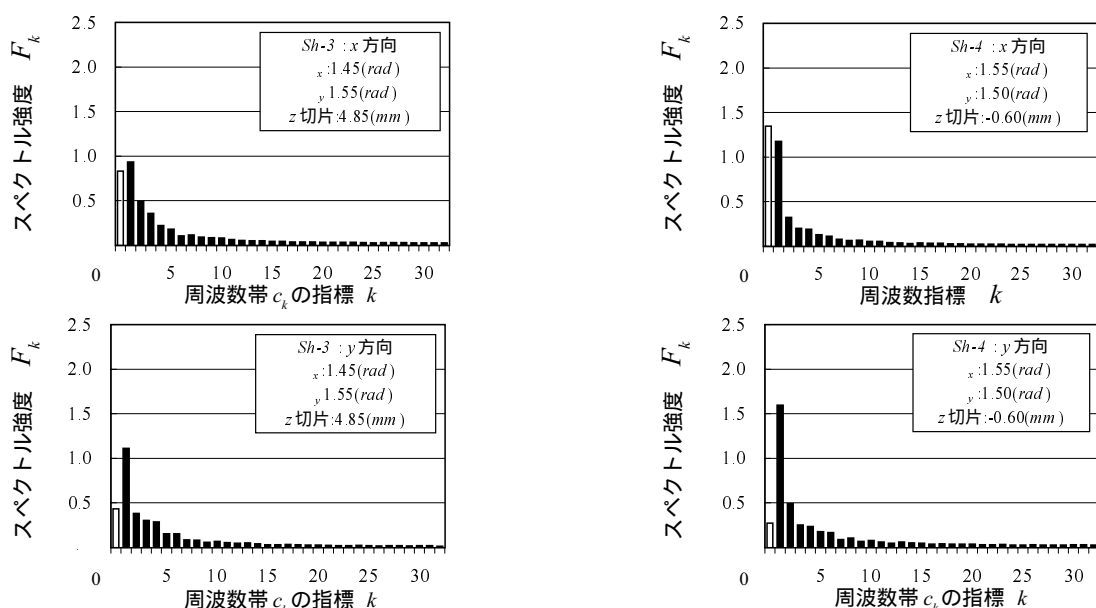 スペクトル強度 F_k
2.5
2.0
1.5
1.0
0.5
0
5 10 15 20 25 30
周波数帯 c_k の指標 k
Sh-3 : x 方向
x :1.45(rad)
y 1.55(rad)
z 切片:4.85(mm)
スペクトル強度 F_k
2.5
2.0
1.5
1.0
0.5
0
5 10 15 20 25 30
周波数指標 k
Sh-4 : x 方向
x :1.55(rad)
y :1.50(rad)
z 切片:-0.60(mm)
スペクトル強度 F_k
2.5
2.0
1.5
1.0
0.5
0
5 10 15 20 25 30
周波数帯 c_k の指標 k
Sh-3 : y 方向
x :1.45(rad)
y 1.55(rad)
z 切片:4.85(mm)
スペクトル強度 F_k
2.5
2.0
1.5
1.0
0.5
0
5 10 15 20 25 30
周波数帯 c_k の指標 k
Sh-4 : y 方向
x :1.55(rad)
y :1.50(rad)
z 切片:-0.60(mm)